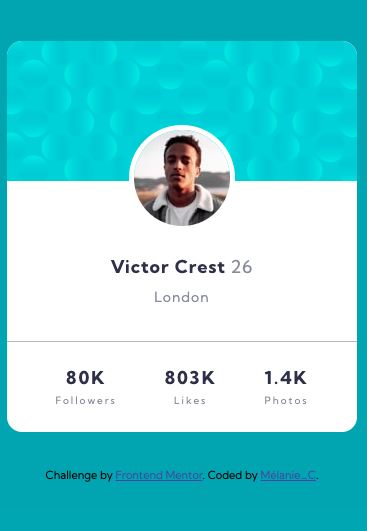 Victor Crest 26
London
80K 803K 1.4K
Followers Likes Photos
Challenge by Frontend Mentor. Coded by Mélanie_C.